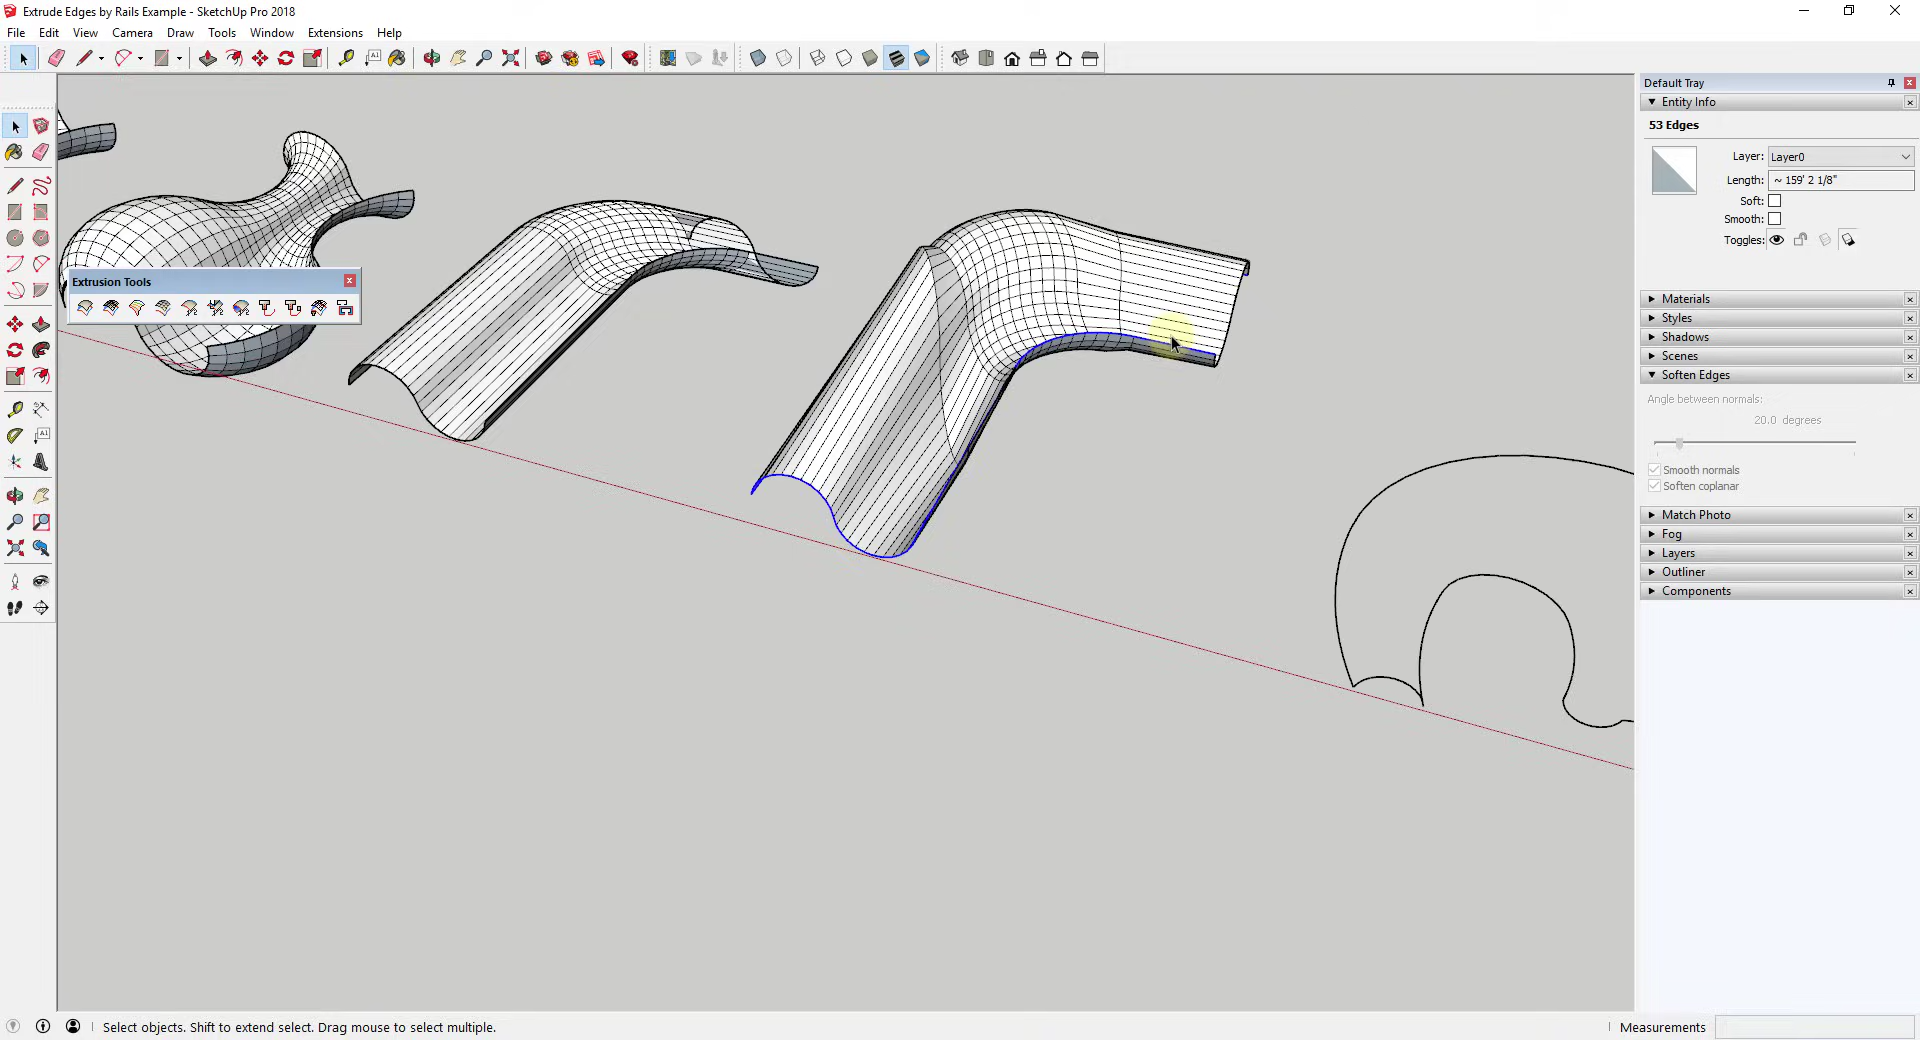 Extrude Edges by Rails Example - SketchUp Pro 2018
File Edit View Camera Draw Tools Window Extensions Help
Default Tray
Entity Info
53 Edges
Layer: Layer0
Length: ~ 159' 2 1/8"
Soft:
Smooth:
Toggles:
Extrusion Tools
Materials
Styles
Shadows
Scenes
Soften Edges
Angle between normals:
20.0 degrees
Smooth normals
Soften coplanar
Match Photo
Fog
Layers
Outliner
Components
Select objects. Shift to extend select. Drag mouse to select multiple.
Measurements